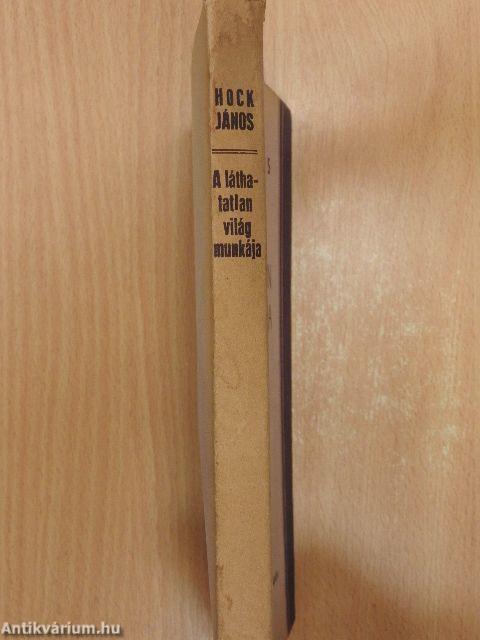 HOCK
JÁNOS
A látha-
tatlan
világ
munkája
S
N
A
Antikvárium.hu